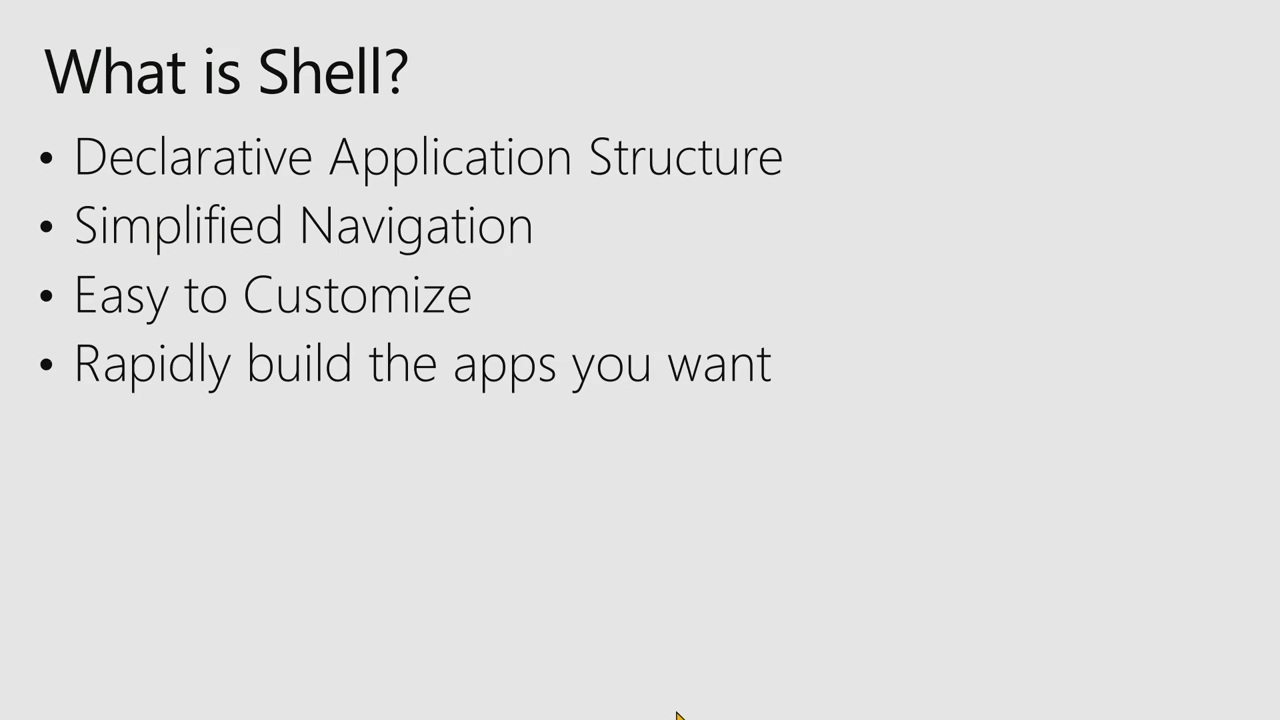 What is Shell?
• Declarative Application Structure
• Simplified Navigation
• Easy to Customize
• Rapidly build the apps you want